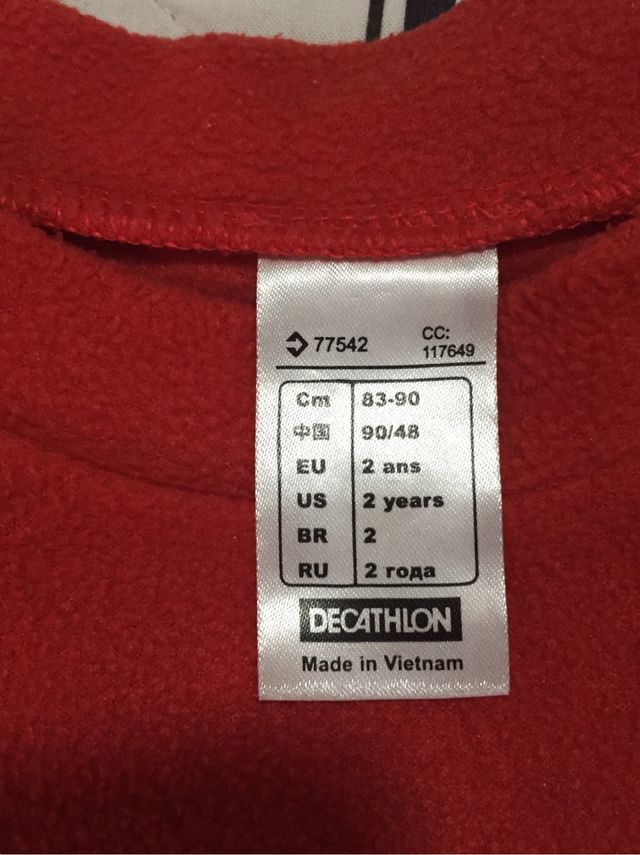 77542 CC: 117649
Cm 83-90
中国 90/48
EU 2 ans
US 2 years
BR 2
RU 2 года
DECATHLON
Made in Vietnam